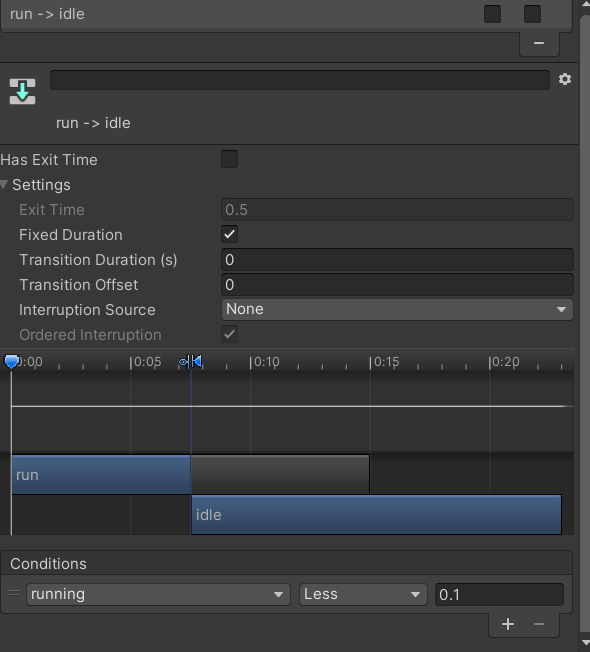 run -> idle
run -> idle
Has Exit Time
Settings
Exit Time 0.5
Fixed Duration
Transition Duration (s) 0
Transition Offset 0
Interruption Source None
Ordered Interruption
0:00 0:05 0:10 0:15 0:20
run
idle
Conditions
running Less 0.1